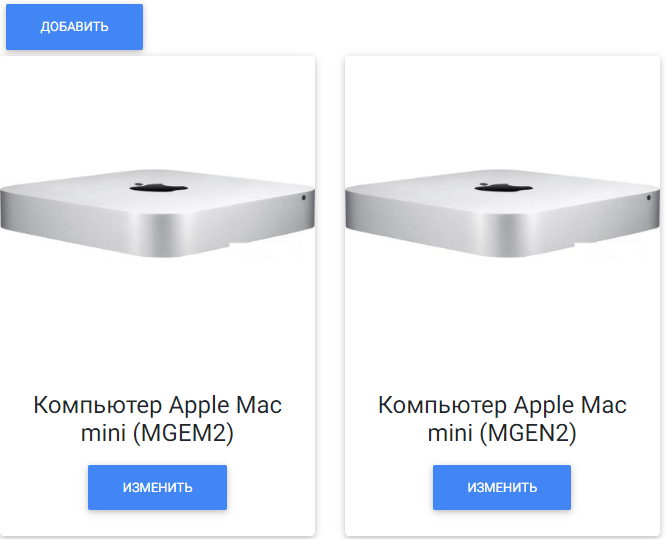 ДОБАВИТЬ
Компьютер Apple Mac
mini (MGEM2)
ИЗМЕНИТЬ
Компьютер Apple Mac
mini (MGEN2)
ИЗМЕНИТЬ